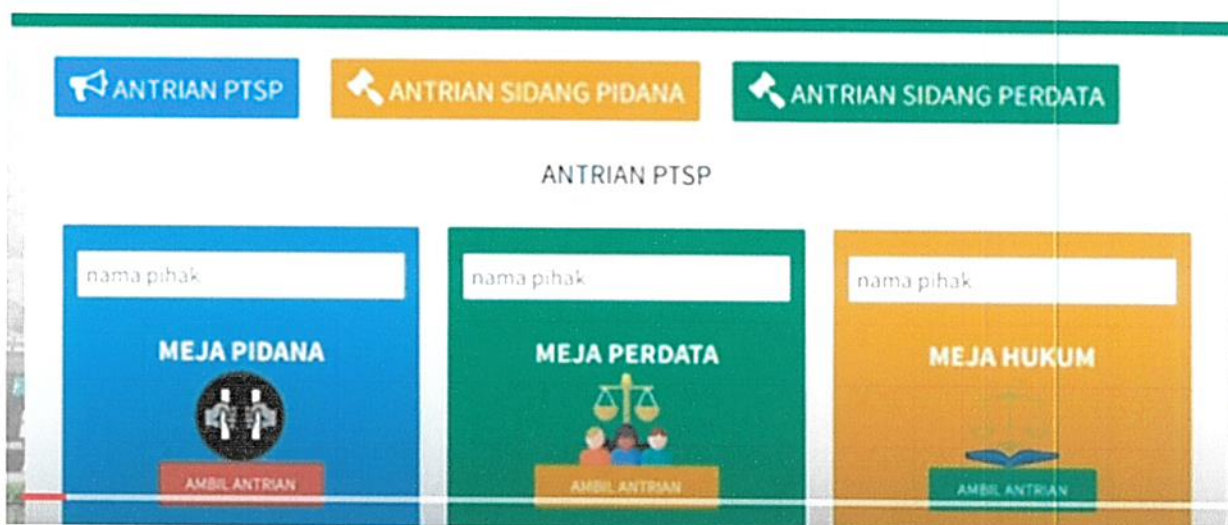 ANTRIAN PTSP
ANTRIAN SIDANG PIDANA
ANTRIAN SIDANG PERDATA
ANTRIAN PTSP
nama pihak
nama pihak
nama pihak
MEJA PIDANA
MEJA PERDATA
MEJA HUKUM
AMBIL ANTRIAN
AMBIL ANTRIAN
AMBIL ANTRIAN